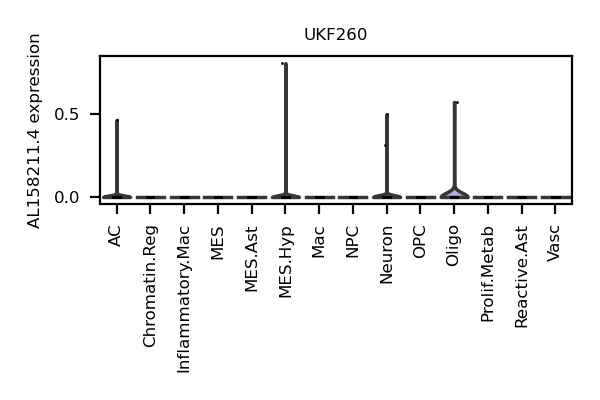 UKF260
AL158211.4 expression
0.5
0.0
AC
Chromatin.Reg
Inflammatory.Mac
MES
MES.Ast
MES.Hyp
Mac
NPC
Neuron
OPC
Oligo
Prolif.Metab
Reactive.Ast
Vasc